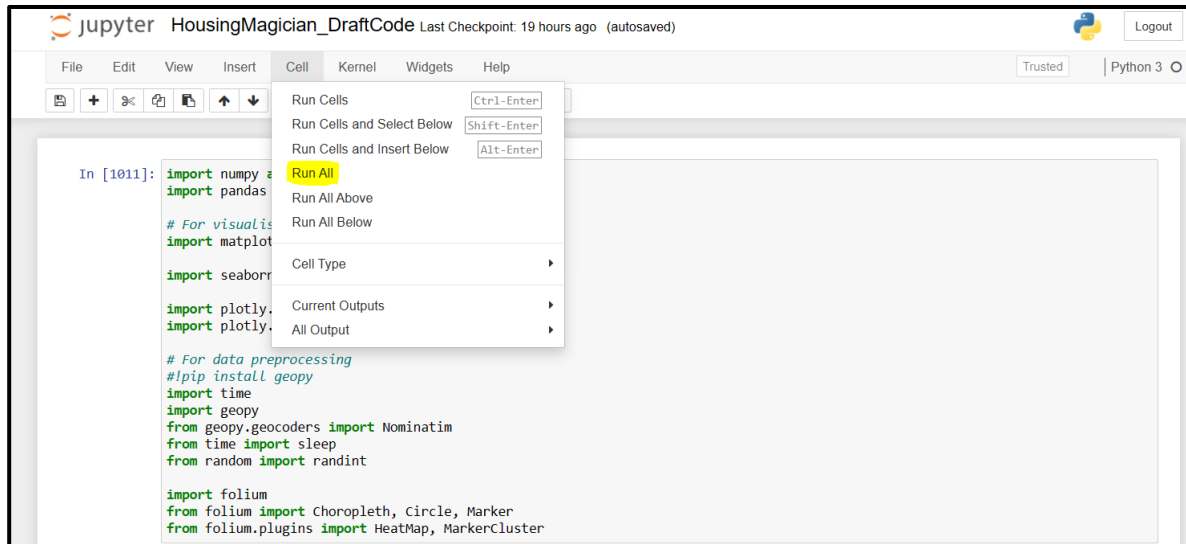 jupyter HousingMagician_DraftCode Last Checkpoint: 19 hours ago (autosaved) Logout
File Edit View Insert Cell Kernel Widgets Help Trusted Python 3
Run Cells Ctrl-Enter
Run Cells and Select Below Shift-Enter
Run Cells and Insert Below Alt-Enter
Run All
Run All Above
Run All Below
Cell Type
Current Outputs
All Output
In [1011]: import numpy
import pandas
# For visualis
import matplot
import seaborn
import plotly.
import plotly.
# For data preprocessing
#!pip install geopy
import time
import geopy
from geopy.geocoders import Nominatim
from time import sleep
from random import randint
import folium
from folium import Choropleth, Circle, Marker
from folium.plugins import HeatMap, MarkerCluster